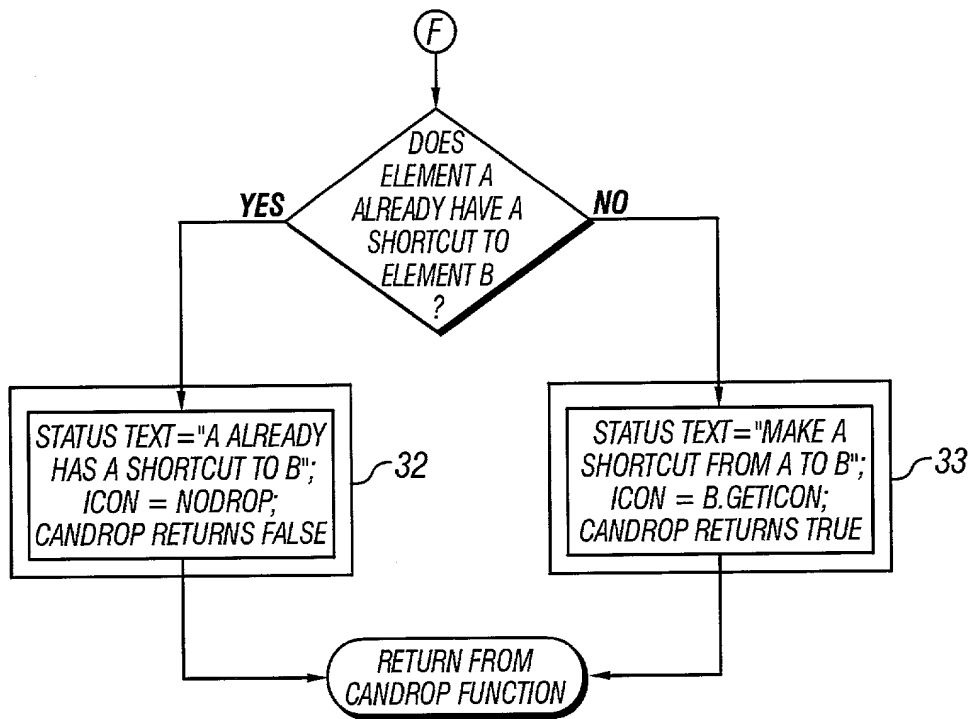 F
DOES
ELEMENT A
ALREADY HAVE A
SHORTCUT TO
ELEMENT B
?
YES
NO
STATUS TEXT="A ALREADY
HAS A SHORTCUT TO B";
ICON = NODROP;
CANDROP RETURNS FALSE
32
STATUS TEXT="MAKE A
SHORTCUT FROM A TO B";
ICON = B.GETICON;
CANDROP RETURNS TRUE
33
RETURN FROM
CANDROP FUNCTION